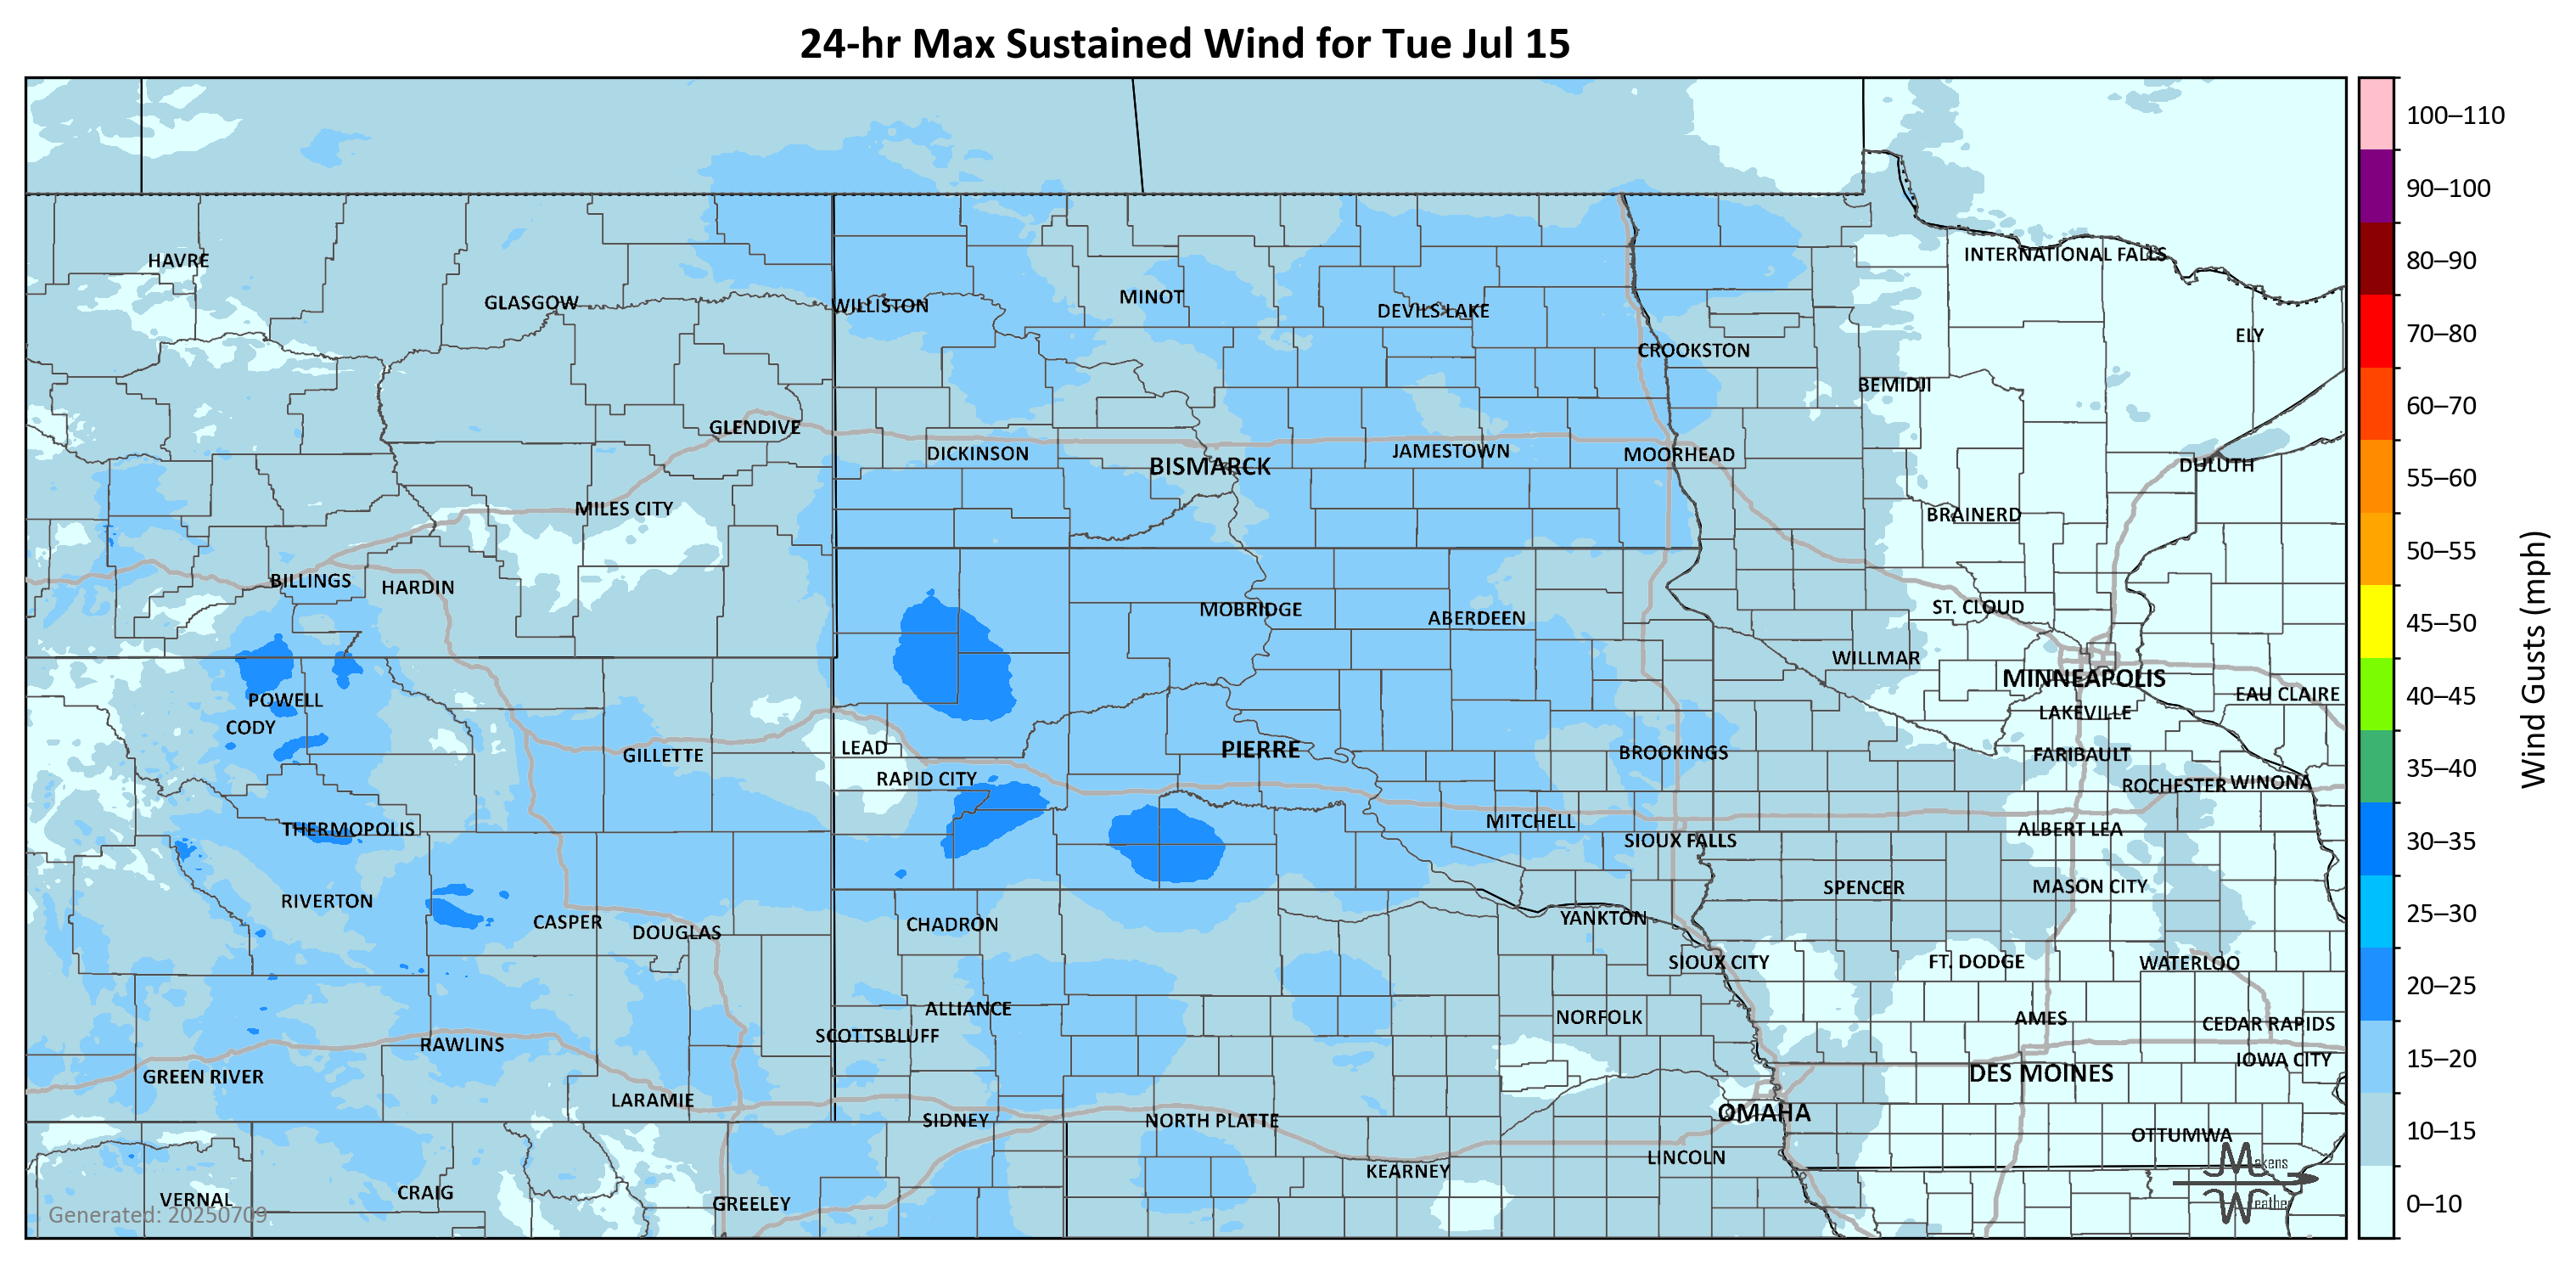 24-hr Max Sustained Wind for Tue Jul 15
100–110
90–100
80–90
70–80
60–70
55–60
50–55
45–50
40–45
35–40
30–35
25–30
20–25
15–20
10–15
0–10
Wind Gusts (mph)
HAVRE
INTERNATIONAL FALLS
GLASGOW
WILLISTON
MINOT
DEVILS LAKE
ELY
CROOKSTON
BEMIDJI
GLENDIVE
DICKINSON
BISMARCK
JAMESTOWN
MOORHEAD
DULUTH
MILES CITY
BRAINERD
BILLINGS
HARDIN
MOBRIDGE
ABERDEEN
ST. CLOUD
WILLMAR
MINNEAPOLIS
POWELL
EAU CLAIRE
CODY
LAKEVILLE
GILLETTE
LEAD
PIERRE
BROOKINGS
FARIBAULT
RAPID CITY
ROCHESTER
WINONA
THERMOPOLIS
MITCHELL
SIOUX FALLS
ALBERT LEA
RIVERTON
SPENCER
MASON CITY
CASPER
DOUGLAS
CHADRON
YANKTON
SIOUX CITY
FT. DODGE
WATERLOO
ALLIANCE
NORFOLK
AMES
CEDAR RAPIDS
SCOTTSBLUFF
RAWLINS
IOWA CITY
GREEN RIVER
DES MOINES
LARAMIE
SIDNEY
NORTH PLATTE
OMAHA
OTTUMWA
KEARNEY
LINCOLN
VERNAL
CRAIG
GREELEY
Makens
Weather
Generated: 20250709